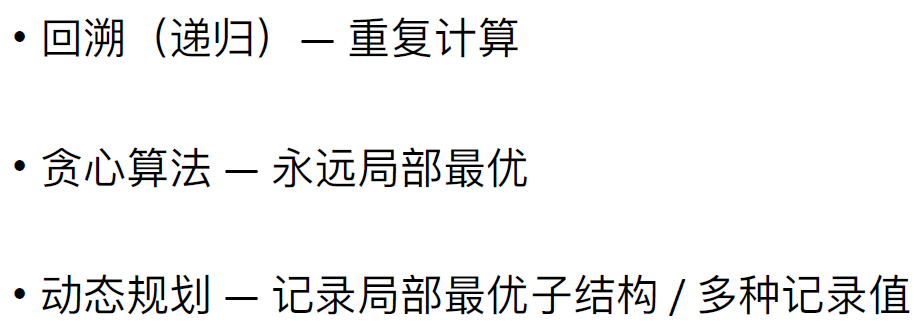 • 回溯（递归）— 重复计算
• 贪心算法 — 永远局部最优
• 动态规划 — 记录局部最优子结构 / 多种记录值